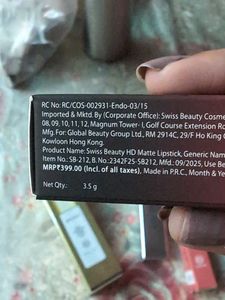 RC No: RC/COS-002931-Endo-03/15
Imported & Mktd. By (Corporate Office): Swiss Beauty Cosme
08, 09, 10, 11, 12, Magnum Tower- I, Golf Course Extension Ro
Mfg. For: Global Beauty Group Ltd., RM 2914C, 29/F Ho King C
Kowloon Hong Kong.
Product Name: Swiss Beauty HD Matte Lipstick, Generic Nam
Item No.: SB-212, B. No.:2342F25-SB212, Mfd.: 09/2025, Use Be
MRP₹399.00 (Incl. of all taxes), Made in P.R.C., Month & Ye
Net Qty.: 3.5 g